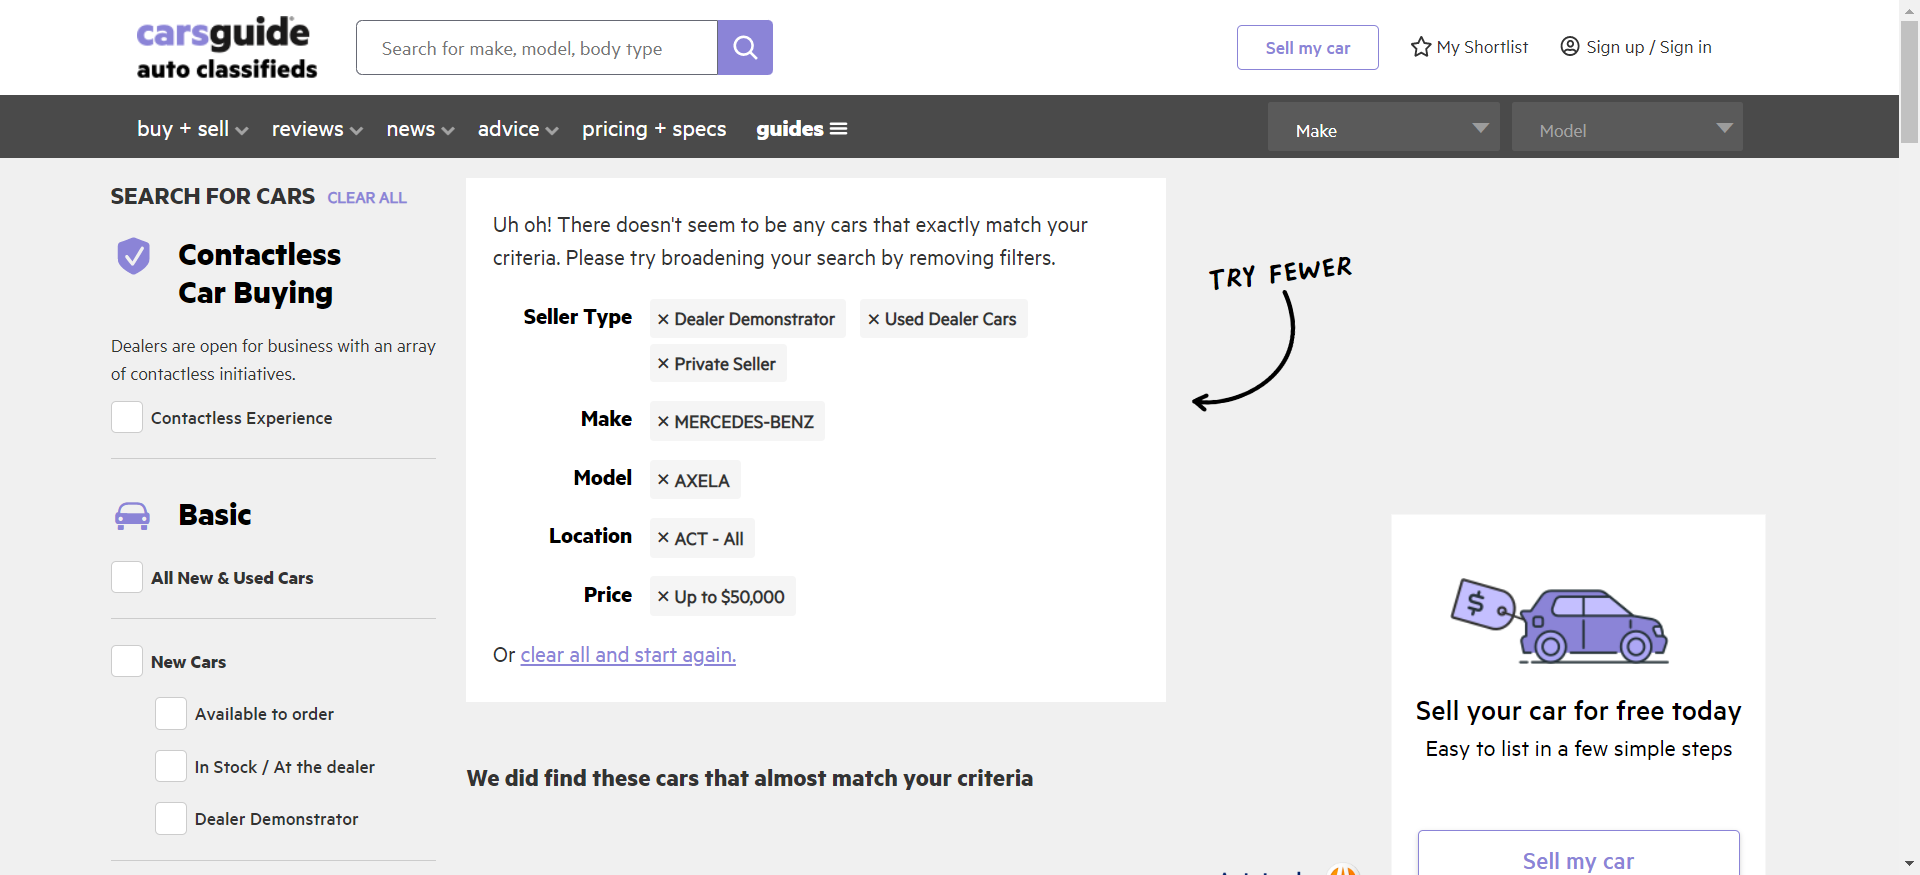 carsguide
auto classifieds
Search for make, model, body type
Sell my car
My Shortlist
Sign up / Sign in
buy + sell
reviews
news
advice
pricing + specs
guides
Make
Model
SEARCH FOR CARS CLEAR ALL
Contactless
Car Buying
Dealers are open for business with an array
of contactless initiatives.
Contactless Experience
Basic
All New & Used Cars
New Cars
Available to order
In Stock / At the dealer
Dealer Demonstrator
Uh oh! There doesn't seem to be any cars that exactly match your
criteria. Please try broadening your search by removing filters.
Seller Type × Dealer Demonstrator × Used Dealer Cars
× Private Seller
Make × MERCEDES-BENZ
Model × AXELA
Location × ACT - All
Price × Up to $50,000
Or clear all and start again.
TRY FEWER
We did find these cars that almost match your criteria
$
Sell your car for free today
Easy to list in a few simple steps
Sell my car